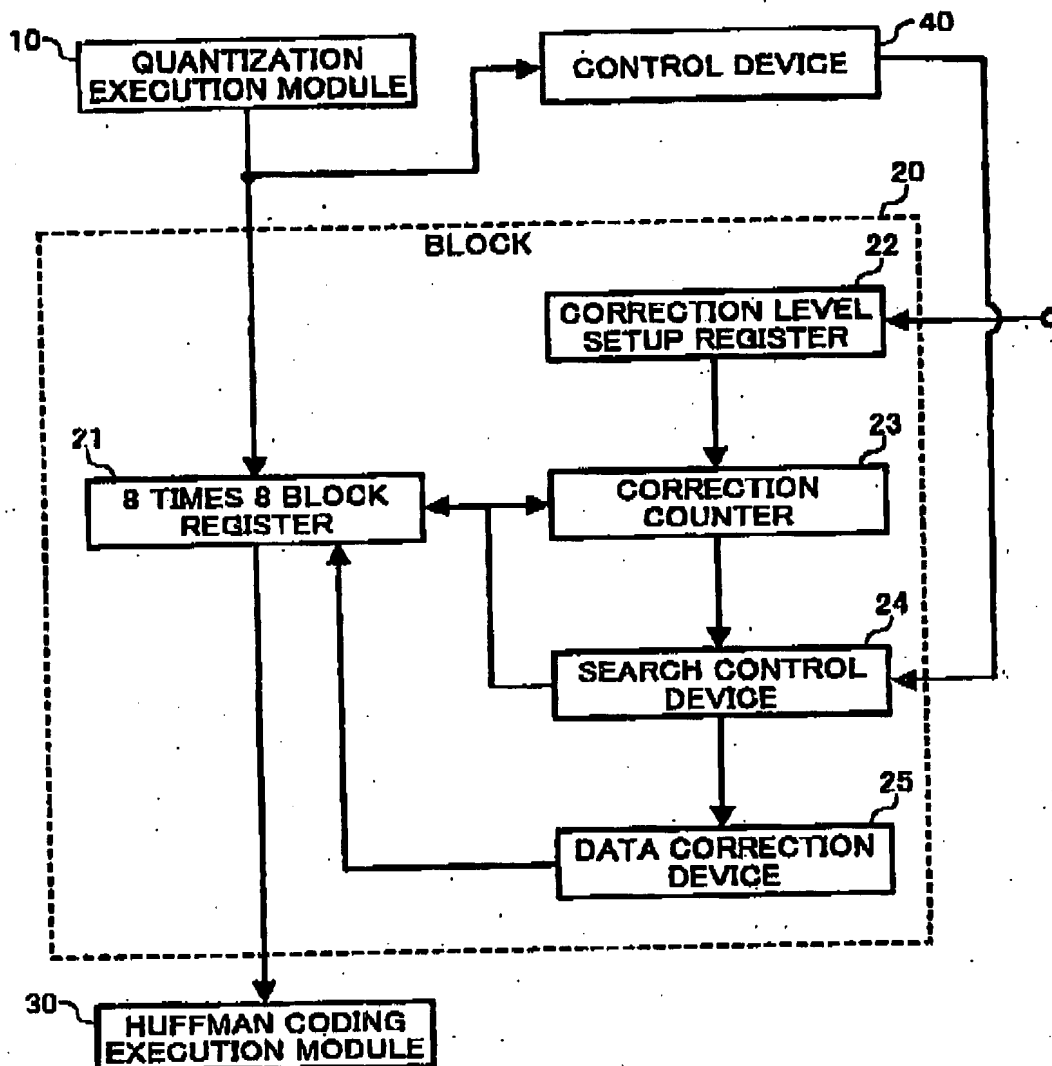 10
QUANTIZATION
EXECUTION MODULE
40
CONTROL DEVICE
20
BLOCK
22
CORRECTION LEVEL
SETUP REGISTER
21
8 TIMES 8 BLOCK
REGISTER
23
CORRECTION
COUNTER
24
SEARCH CONTROL
DEVICE
25
DATA CORRECTION
DEVICE
30
HUFFMAN CODING
EXECUTION MODULE